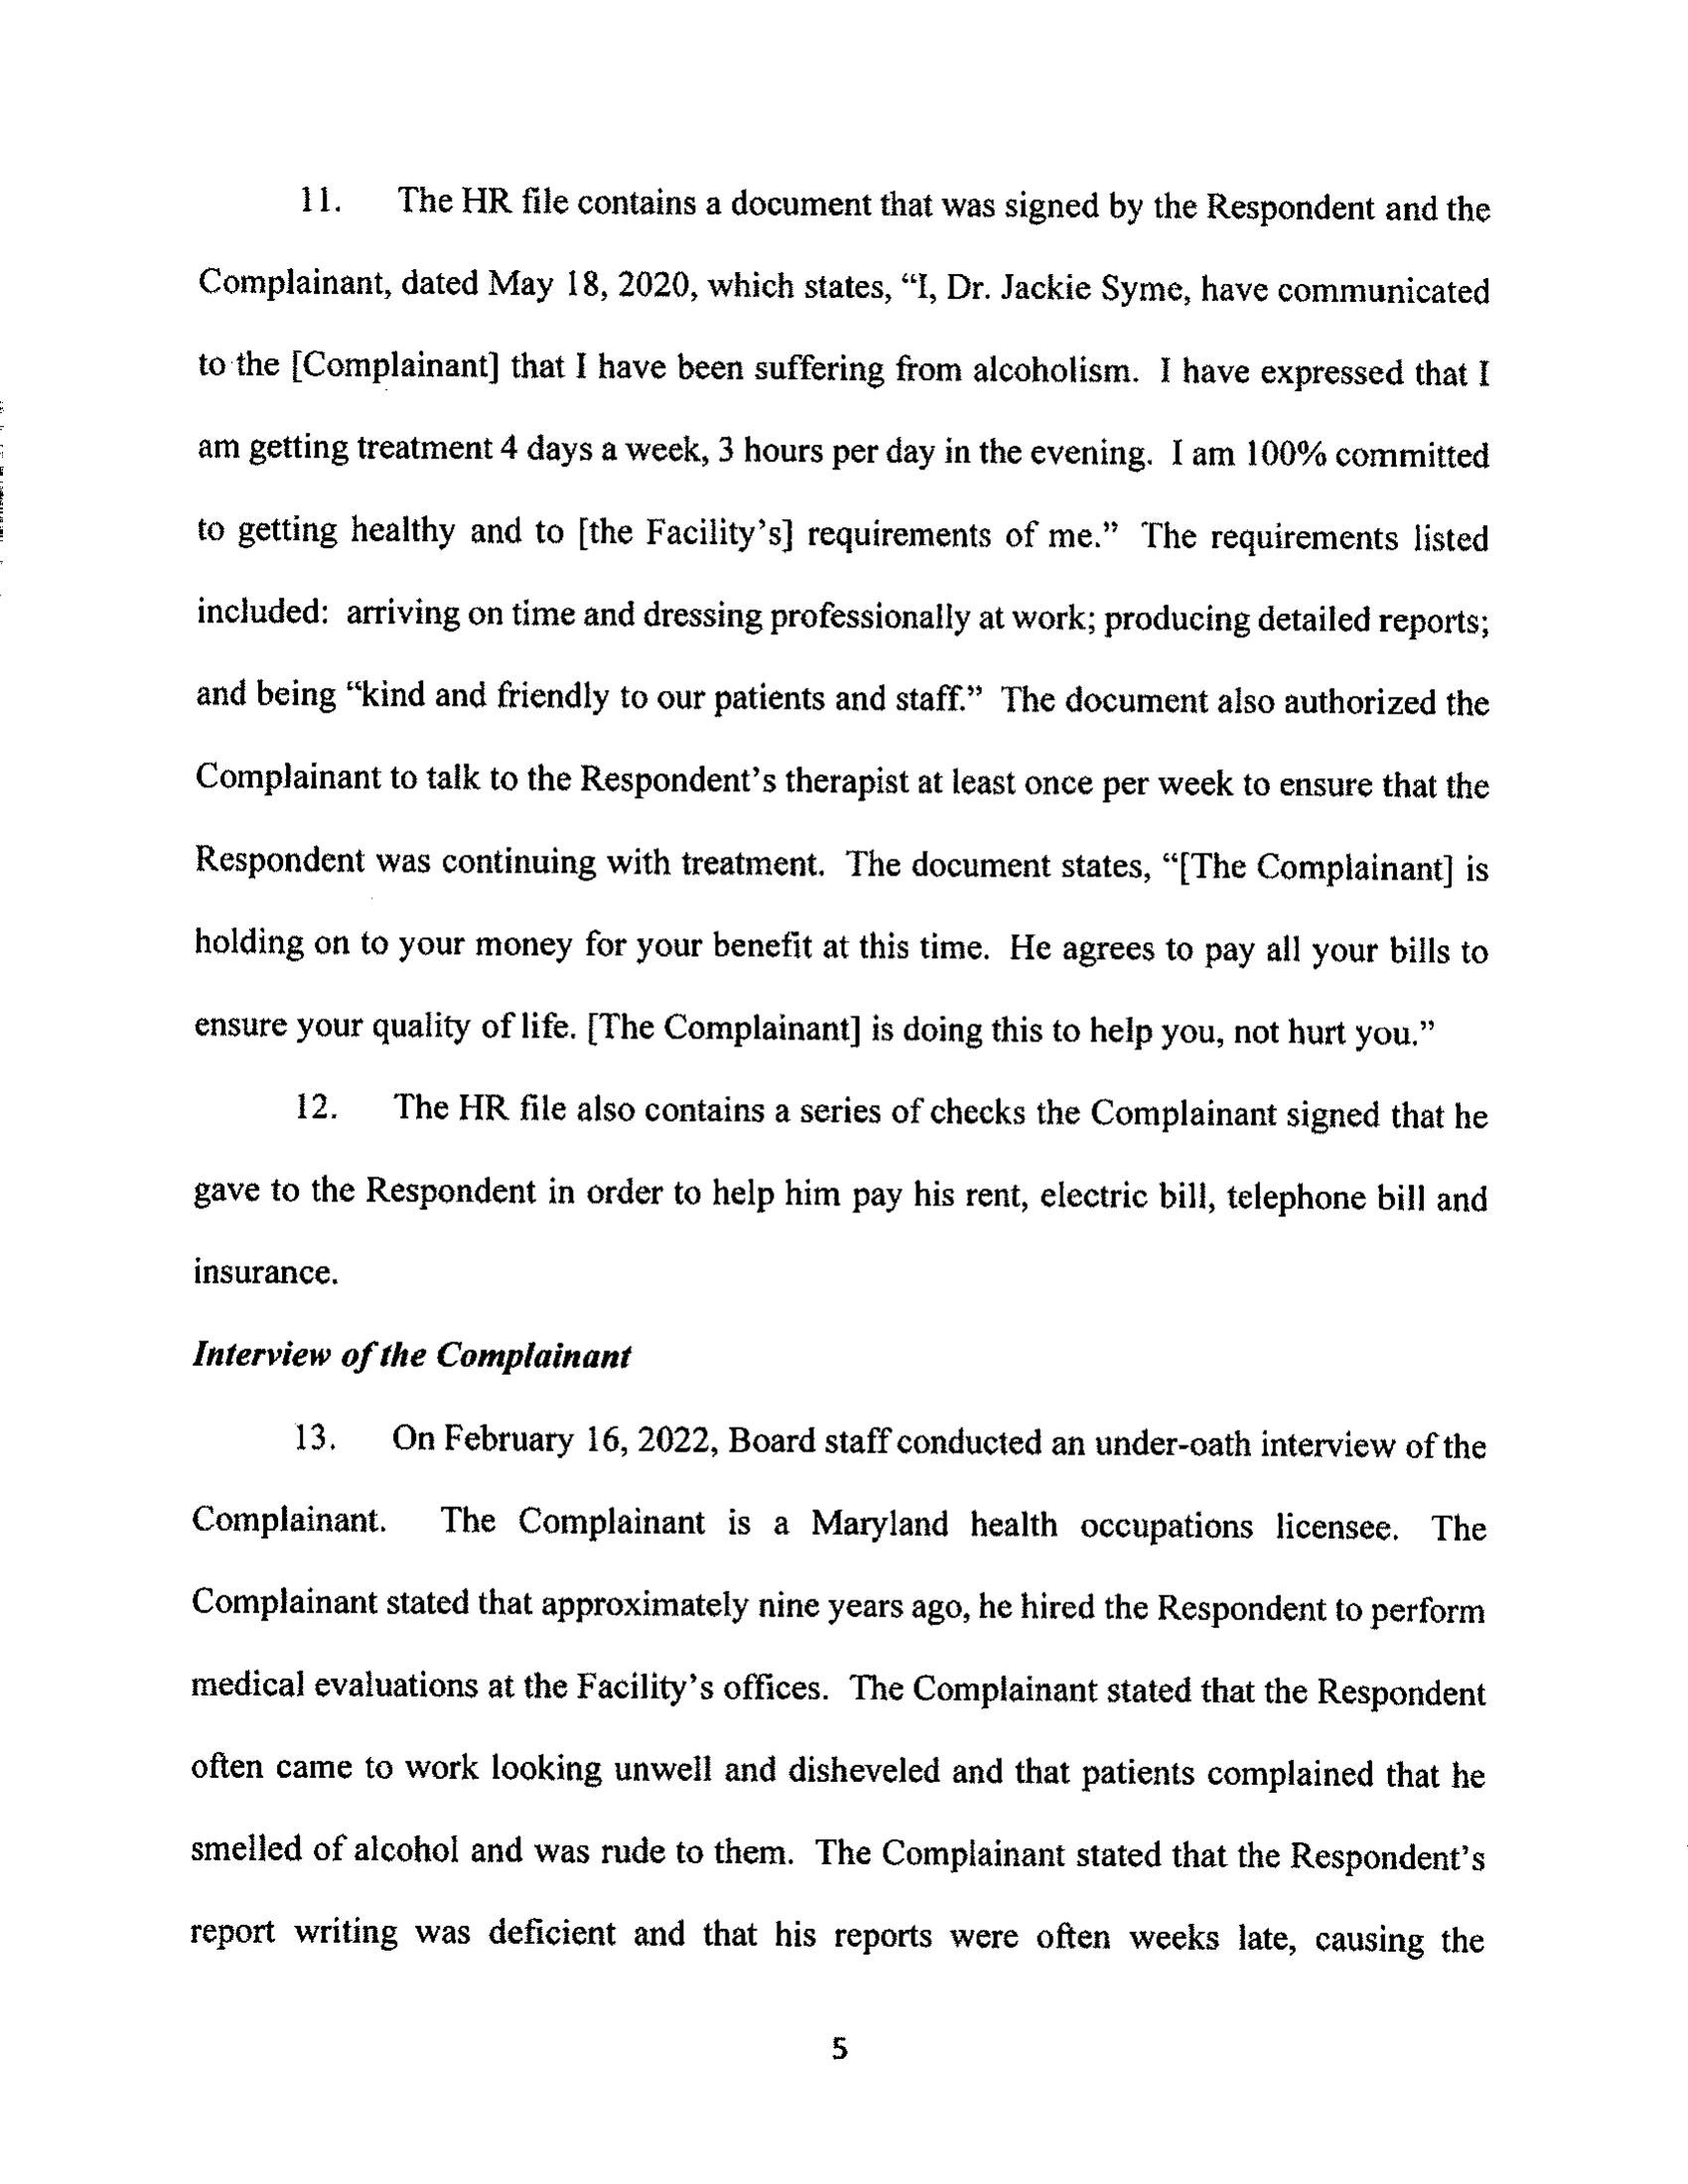 11. The HR file contains a document that was signed by the Respondent and the
Complainant, dated May 18, 2020, which states, “I, Dr. Jackie Syme, have communicated
to the [Complainant] that I have been suffering from alcoholism. I have expressed that I
am getting treatment 4 days a week, 3 hours per day in the evening. I am 100% committed
to getting healthy and to [the Facility’s] requirements of me.” The requirements listed
included: arriving on time and dressing professionally at work; producing detailed reports;
and being “kind and friendly to our patients and staff.” The document also authorized the
Complainant to talk to the Respondent’s therapist at least once per week to ensure that the
Respondent was continuing with treatment. The document states, “[The Complainant] is
holding on to your money for your benefit at this time. He agrees to pay all your bills to
ensure your quality of life. [The Complainant] is doing this to help you, not hurt you.”
12. The HR file also contains a series of checks the Complainant signed that he
gave to the Respondent in order to help him pay his rent, electric bill, telephone bill and
insurance.
Interview of the Complainant
13. On February 16, 2022, Board staff conducted an under-oath interview of the
Complainant. The Complainant is a Maryland health occupations licensee. The
Complainant stated that approximately nine years ago, he hired the Respondent to perform
medical evaluations at the Facility’s offices. The Complainant stated that the Respondent
often came to work looking unwell and disheveled and that patients complained that he
smelled of alcohol and was rude to them. The Complainant stated that the Respondent’s
report writing was deficient and that his reports were often weeks late, causing the
5